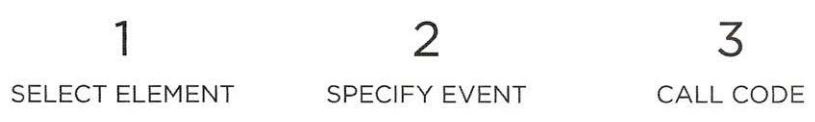 1 2 3
SELECT ELEMENT SPECIFY EVENT CALL CODE